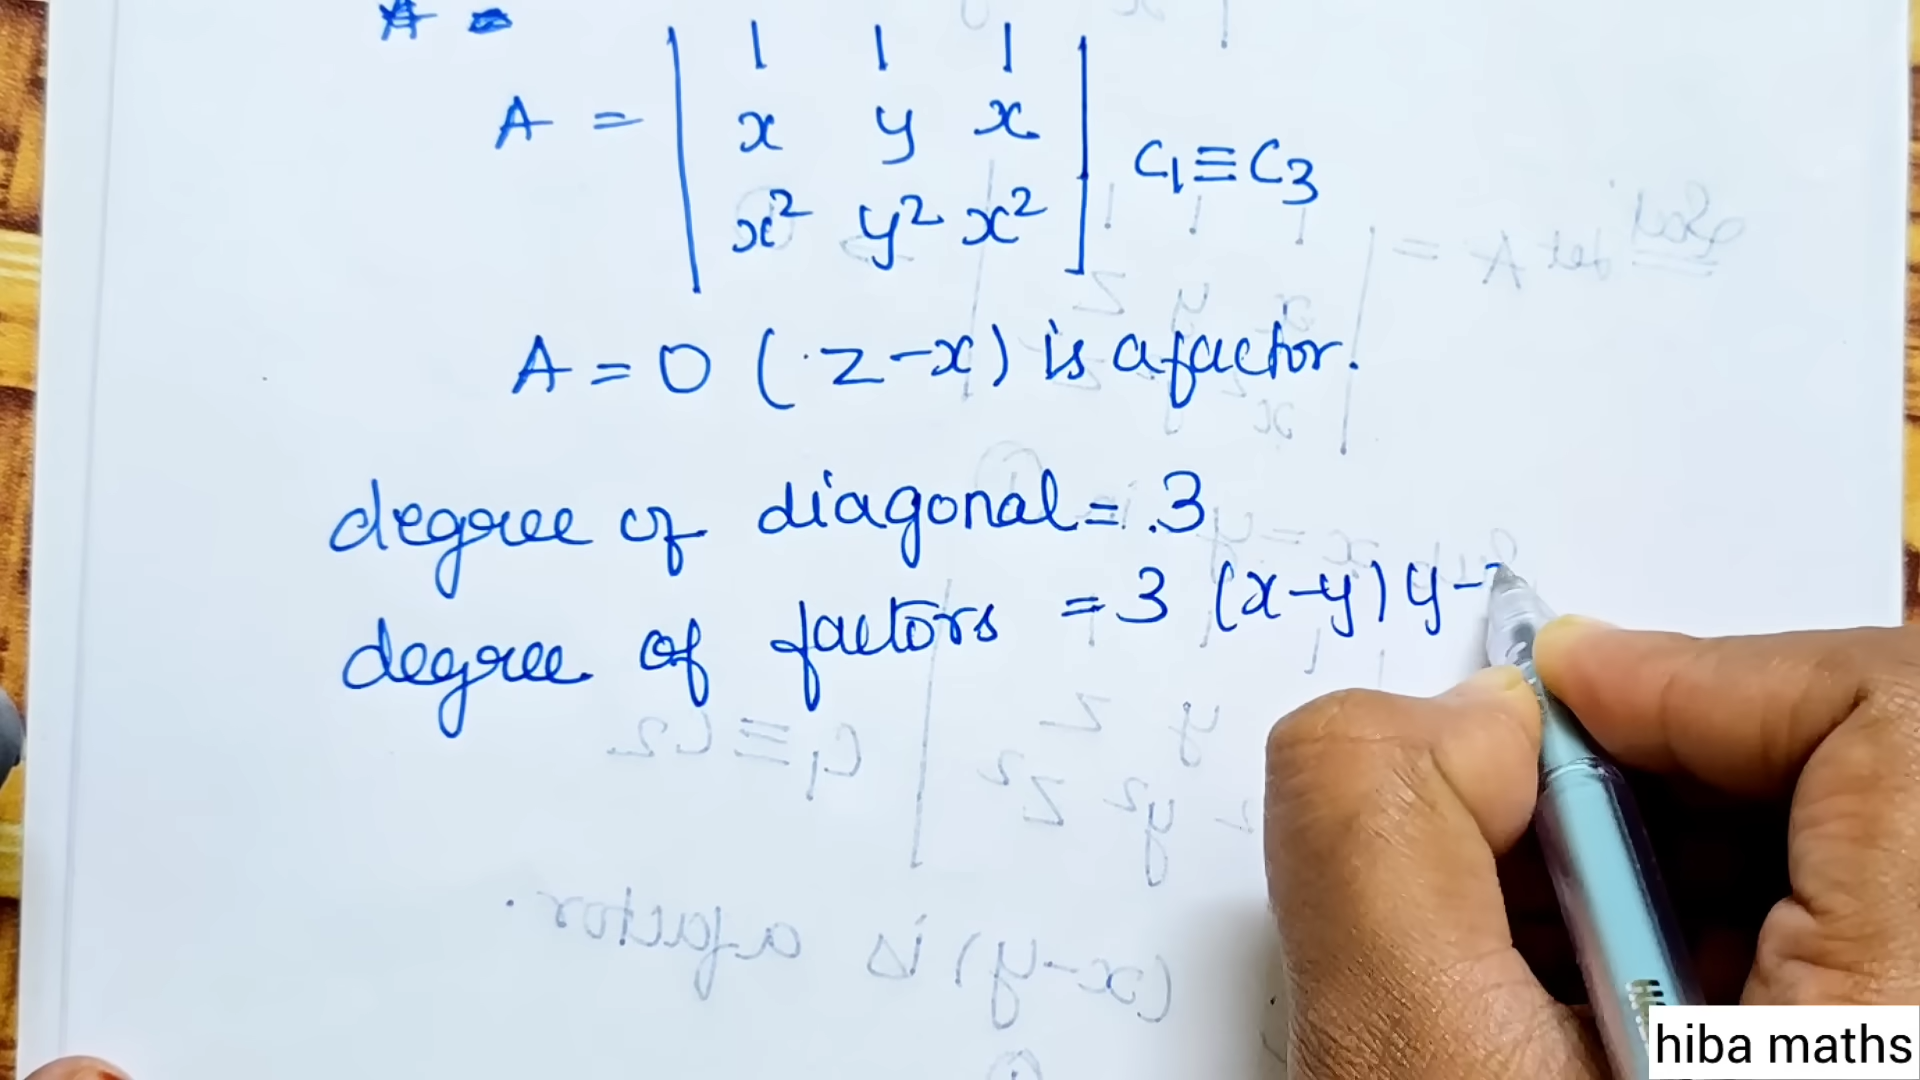 A = | 1 1 1 |
| x y x | C₁≡C₃
| x² y² x² |
A = 0 (z-x) is a factor.
degree of diagonal = 3
degree of factors = 3 (x-y) y-
hiba maths